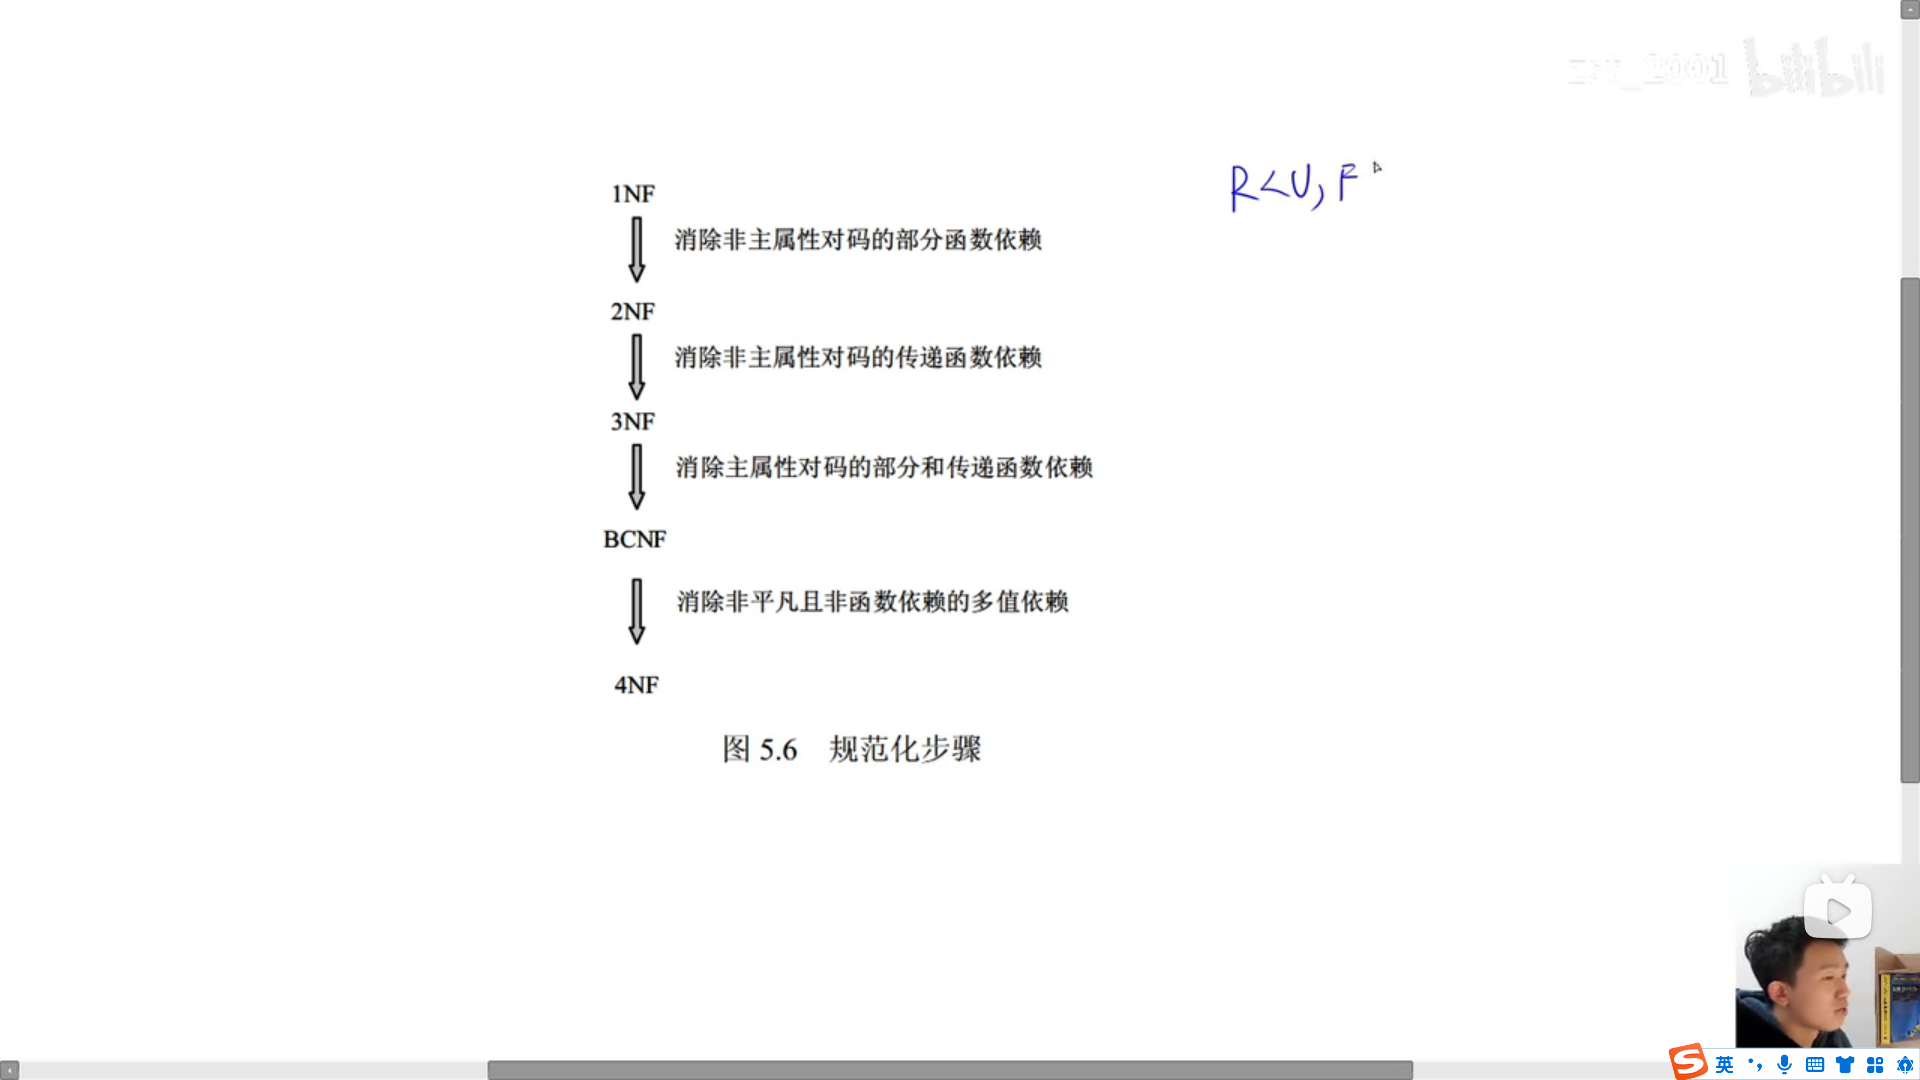 bilibili
R<U,F
1NF
消除非主属性对码的部分函数依赖
2NF
消除非主属性对码的传递函数依赖
3NF
消除主属性对码的部分和传递函数依赖
BCNF
消除非平凡且非函数依赖的多值依赖
4NF
图 5.6 规范化步骤
英